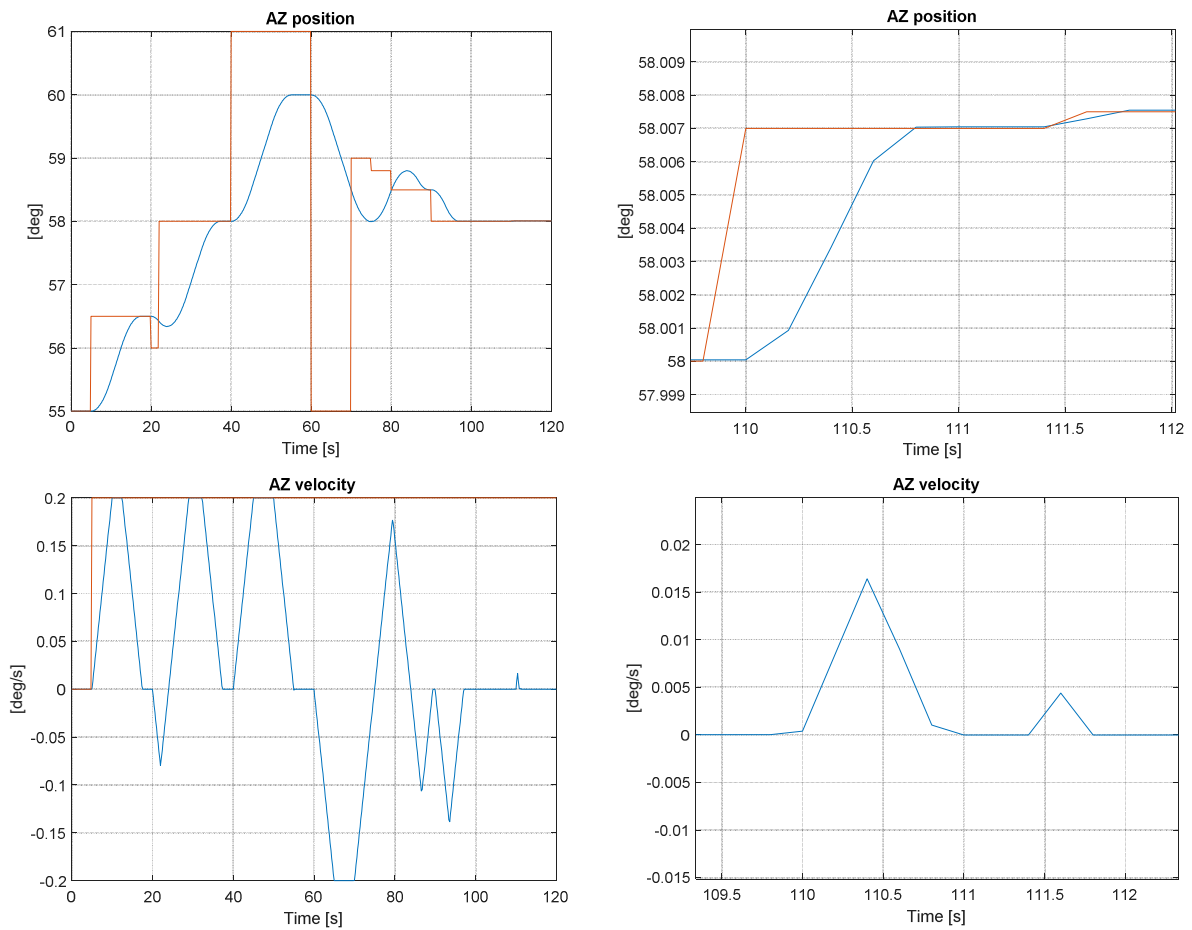 AZ position
61
60
59
58
57
56
55
[deg]
0 20 40 60 80 100 120
Time [s]
AZ position
58.009
58.008
58.007
58.006
58.005
58.004
58.003
58.002
58.001
58
57.999
[deg]
110 110.5 111 111.5 112
Time [s]
AZ velocity
0.2
0.15
0.1
0.05
0
-0.05
-0.1
-0.15
-0.2
[deg/s]
0 20 40 60 80 100 120
Time [s]
AZ velocity
0.02
0.015
0.01
0.005
0
-0.005
-0.01
-0.015
[deg/s]
109.5 110 110.5 111 111.5 112
Time [s]